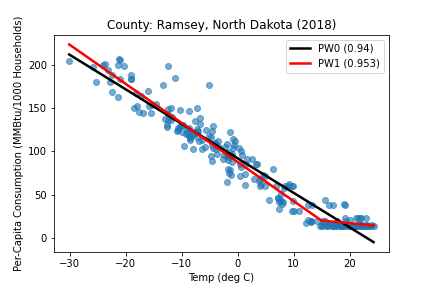 County: Ramsey, North Dakota (2018)
PW0 (0.94)
PW1 (0.953)
Per-Capita Consumption (MMBtu/1000 Households)
200
150
100
50
0
−30 −20 −10 0 10 20
Temp (deg C)